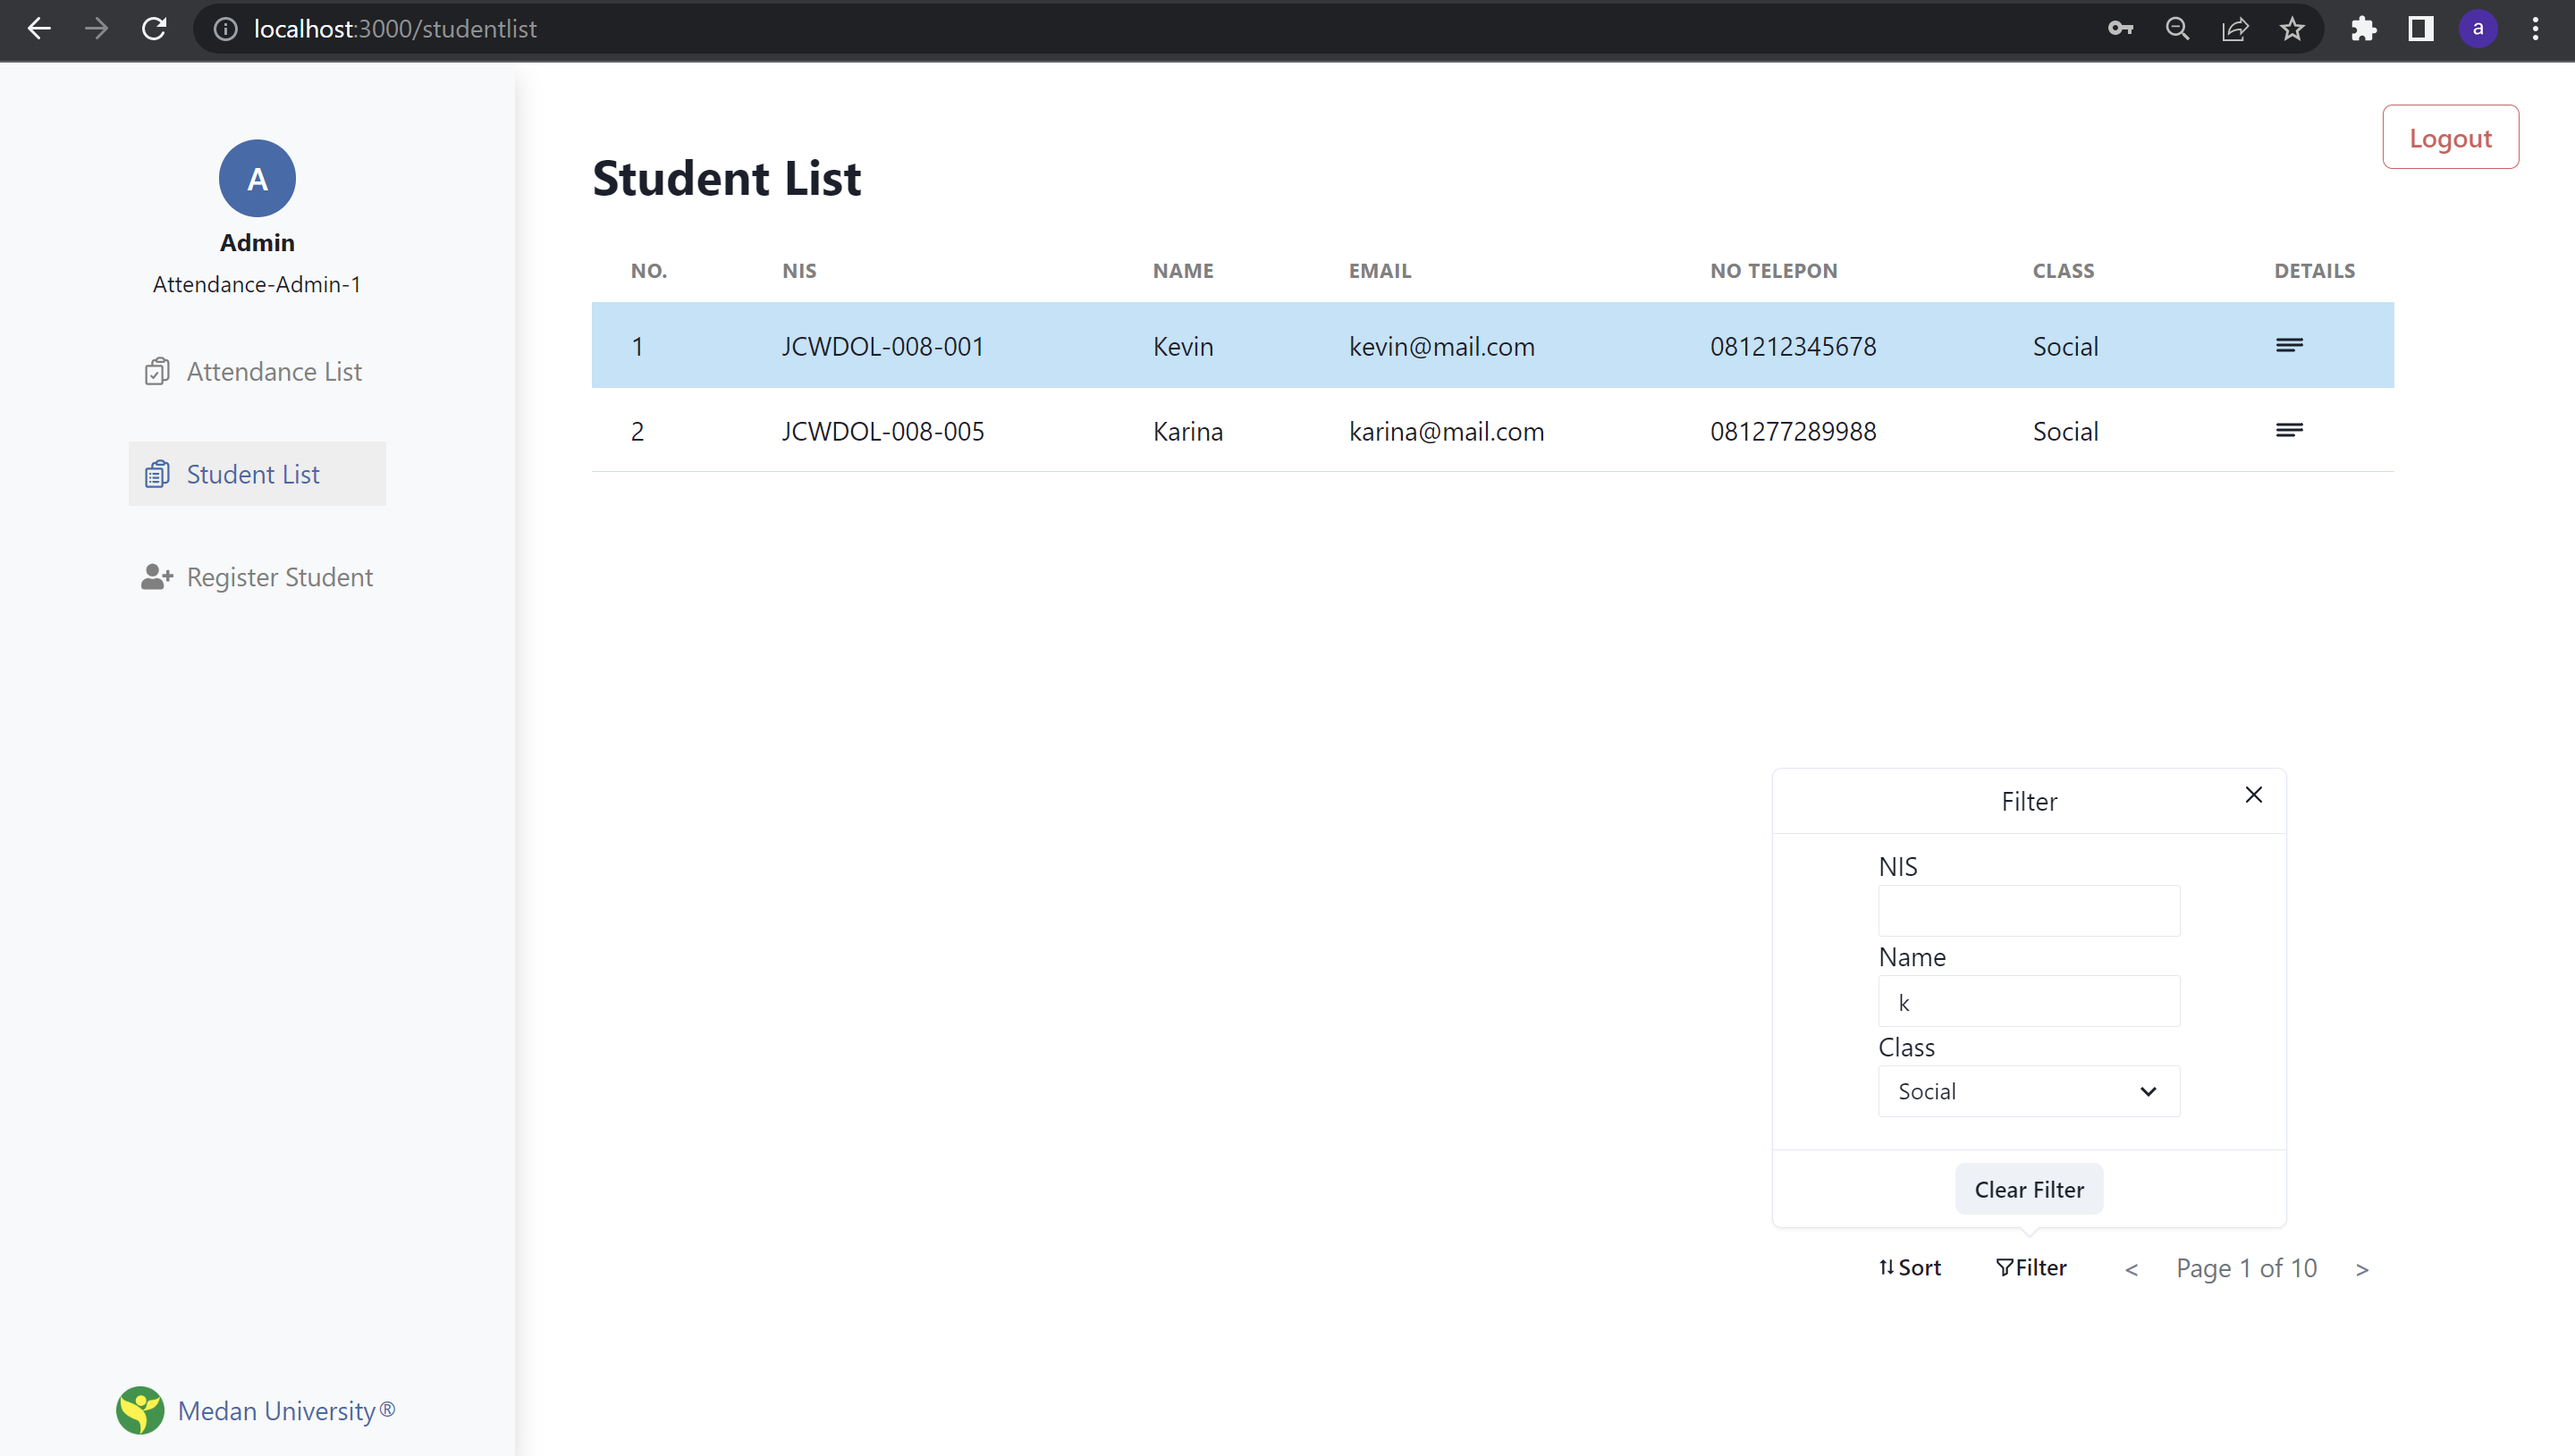 localhost:3000/studentlist
a
A
Admin
Attendance-Admin-1
Attendance List
Student List
Register Student
Medan University®
Logout
Student List
NO. NIS NAME EMAIL NO TELEPON CLASS DETAILS
1 JCWDOL-008-001 Kevin kevin@mail.com 081212345678 Social
2 JCWDOL-008-005 Karina karina@mail.com 081277289988 Social
Filter
NIS
Name
k
Class
Social
Clear Filter
Sort Filter < Page 1 of 10 >